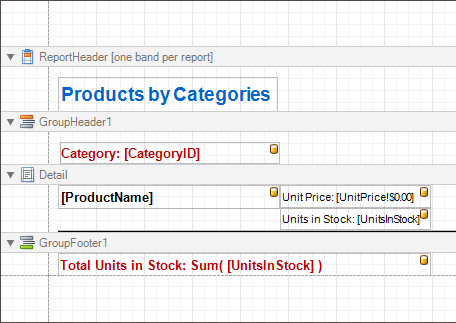 ReportHeader [one band per report]
Products by Categories
GroupHeader1
Category: [CategoryID]
Detail
[ProductName]
Unit Price: [UnitPrice!$0.00]
Units in Stock: [UnitsInStock]
GroupFooter1
Total Units in Stock: Sum( [UnitsInStock] )